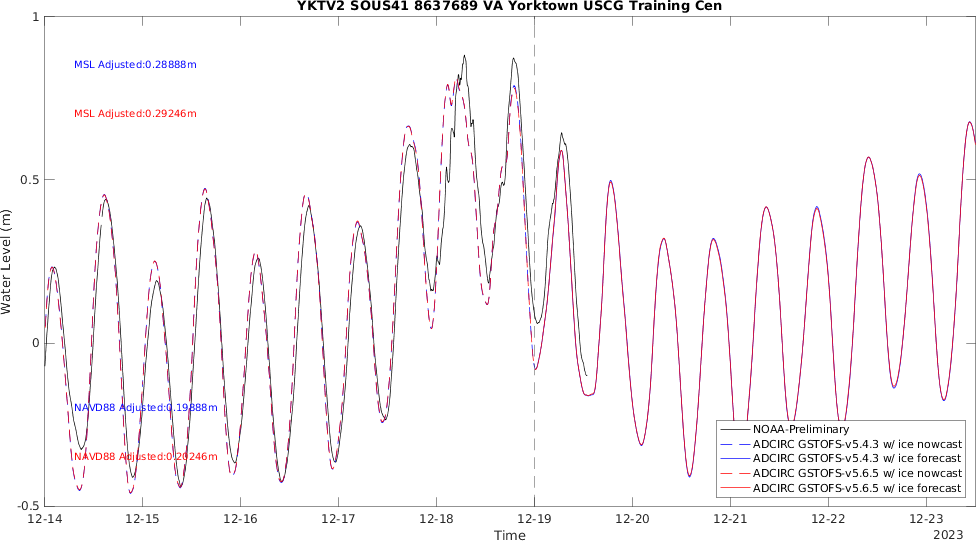 YKTV2 SOUS41 8637689 VA Yorktown USCG Training Cen
1
MSL Adjusted:0.28888m
MSL Adjusted:0.29246m
0.5
Water Level (m)
0
NAVD88 Adjusted:0.19888m
NAVD88 Adjusted:0.20246m
-0.5
NOAA-Preliminary
ADCIRC GSTOFS-v5.4.3 w/ ice nowcast
ADCIRC GSTOFS-v5.4.3 w/ ice forecast
ADCIRC GSTOFS-v5.6.5 w/ ice nowcast
ADCIRC GSTOFS-v5.6.5 w/ ice forecast
12-14 12-15 12-16 12-17 12-18 12-19 12-20 12-21 12-22 12-23
Time
2023